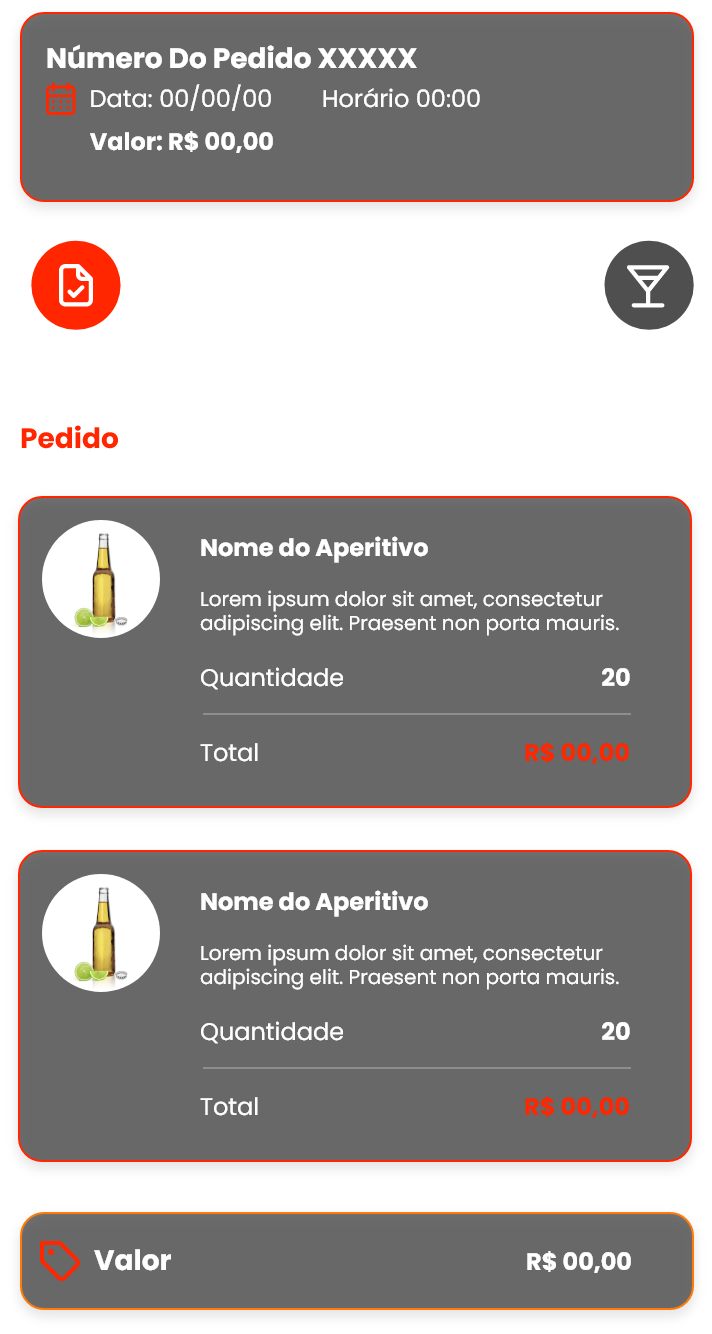 Número Do Pedido XXXXX
Data: 00/00/00 Horário 00:00
Valor: R$ 00,00
Pedido
Nome do Aperitivo
Lorem ipsum dolor sit amet, consectetur
adipiscing elit. Praesent non porta mauris.
Quantidade 20
Total R$ 00,00
Nome do Aperitivo
Lorem ipsum dolor sit amet, consectetur
adipiscing elit. Praesent non porta mauris.
Quantidade 20
Total R$ 00,00
Valor R$ 00,00